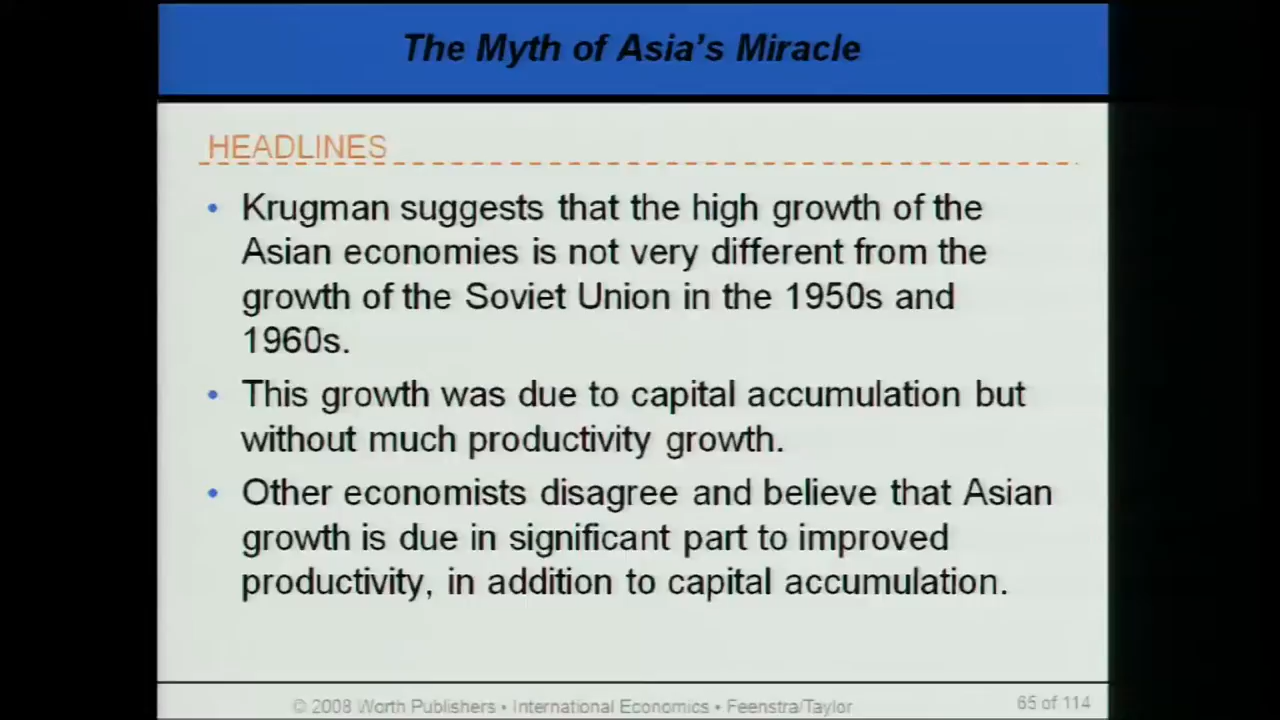 The Myth of Asia's Miracle
HEADLINES
• Krugman suggests that the high growth of the
Asian economies is not very different from the
growth of the Soviet Union in the 1950s and
1960s.
• This growth was due to capital accumulation but
without much productivity growth.
• Other economists disagree and believe that Asian
growth is due in significant part to improved
productivity, in addition to capital accumulation.
© 2008 Worth Publishers • International Economics • Feenstra/Taylor
65 of 114